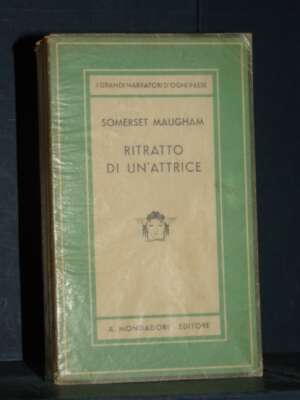 I GRANDI NARRATORI D'OGNI PAESE
SOMERSET MAUGHAM
RITRATTO
DI UN'ATTRICE
A. MONDADORI EDITORE